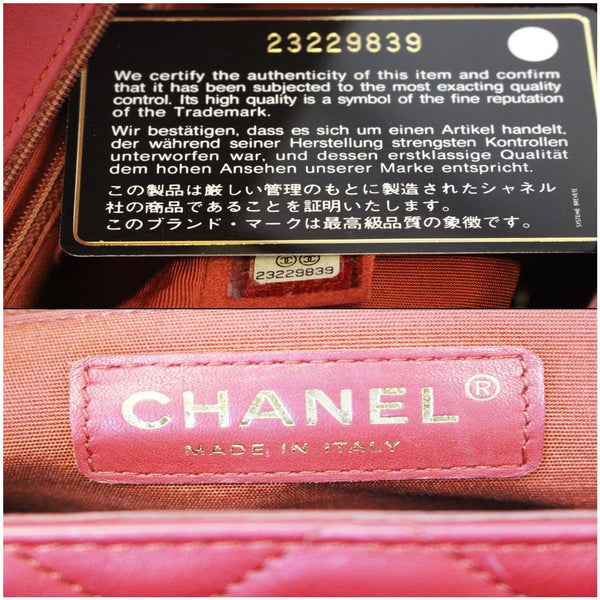 23229839
We certify the authenticity of this item and confirm
that it has been subjected to the most exacting quality
control. Its high quality is a symbol of the fine reputation
of the Trademark.
Wir bestätigen, dass es sich um einen Artikel handelt,
der während seiner Herstellung strengsten Kontrollen
unterworfen war, und dessen erstklassige Qualität
dem hohen Ansehen unserer Marke entspricht.
この製品は厳しい管理のもとに製造されたシャネル
社の商品であることを証明いたします。
このブランド・マークは最高級品質の象徴です。
SYSTEME BREVETE
23229839
CHANEL®
MADE IN ITALY